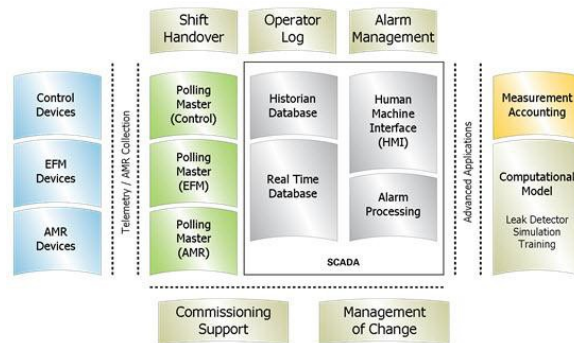 Shift
Handover
Operator
Log
Alarm
Management
Control
Devices
EFM
Devices
AMR
Devices
Telemetry / AMR Collection
Polling
Master
(Control)
Polling
Master
(EFM)
Polling
Master
(AMR)
Historian
Database
Real Time
Database
Human
Machine
Interface
(HMI)
Alarm
Processing
SCADA
Advanced Applications
Measurement
Accounting
Computational
Model
Leak Detector
Simulation
Training
Commissioning
Support
Management
of Change